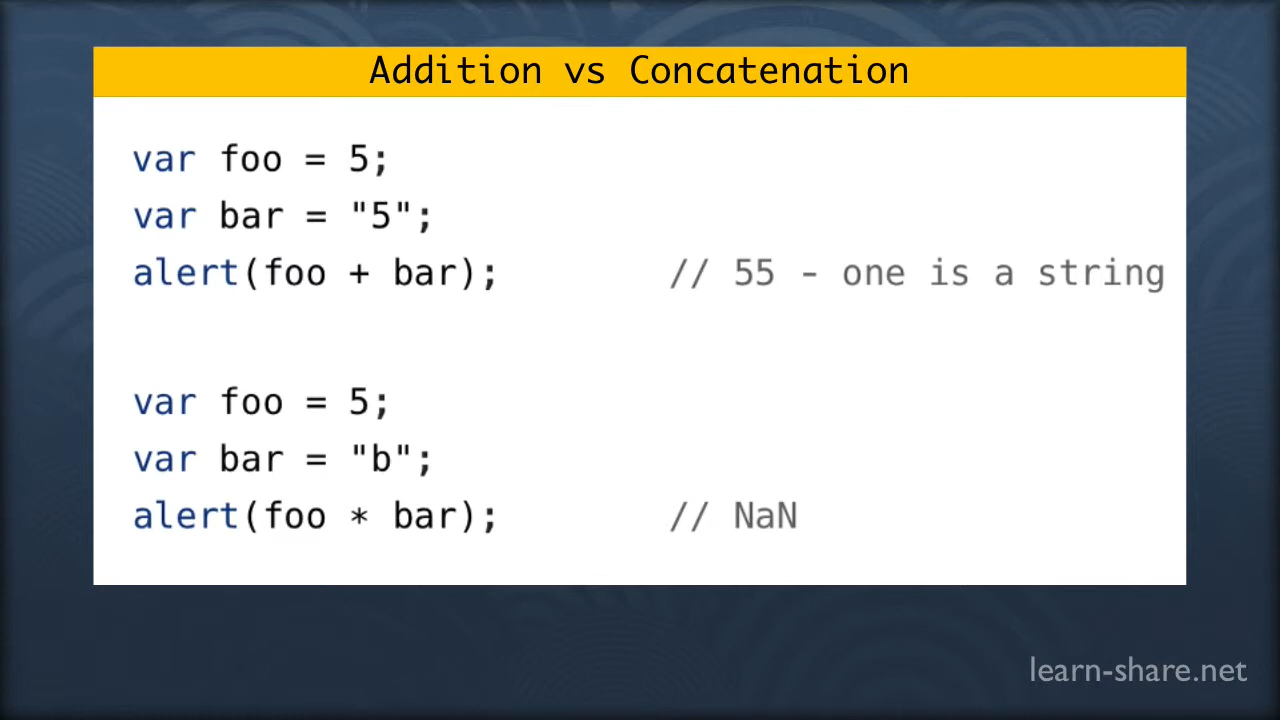 Addition vs Concatenation
var foo = 5;
var bar = "5";
alert(foo + bar); // 55 - one is a string
var foo = 5;
var bar = "b";
alert(foo * bar); // NaN
learn-share.net